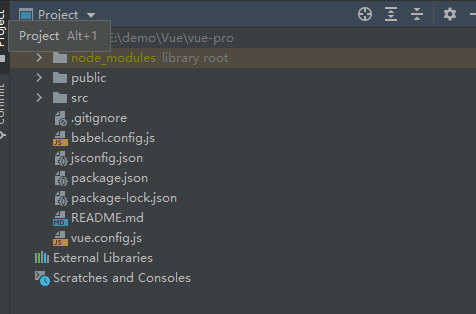 Project
Project
Project Alt+1
E:\demo\Vue\vue-pro
node_modules library root
public
src
.gitignore
babel.config.js
jsconfig.json
package.json
package-lock.json
README.md
vue.config.js
External Libraries
Scratches and Consoles